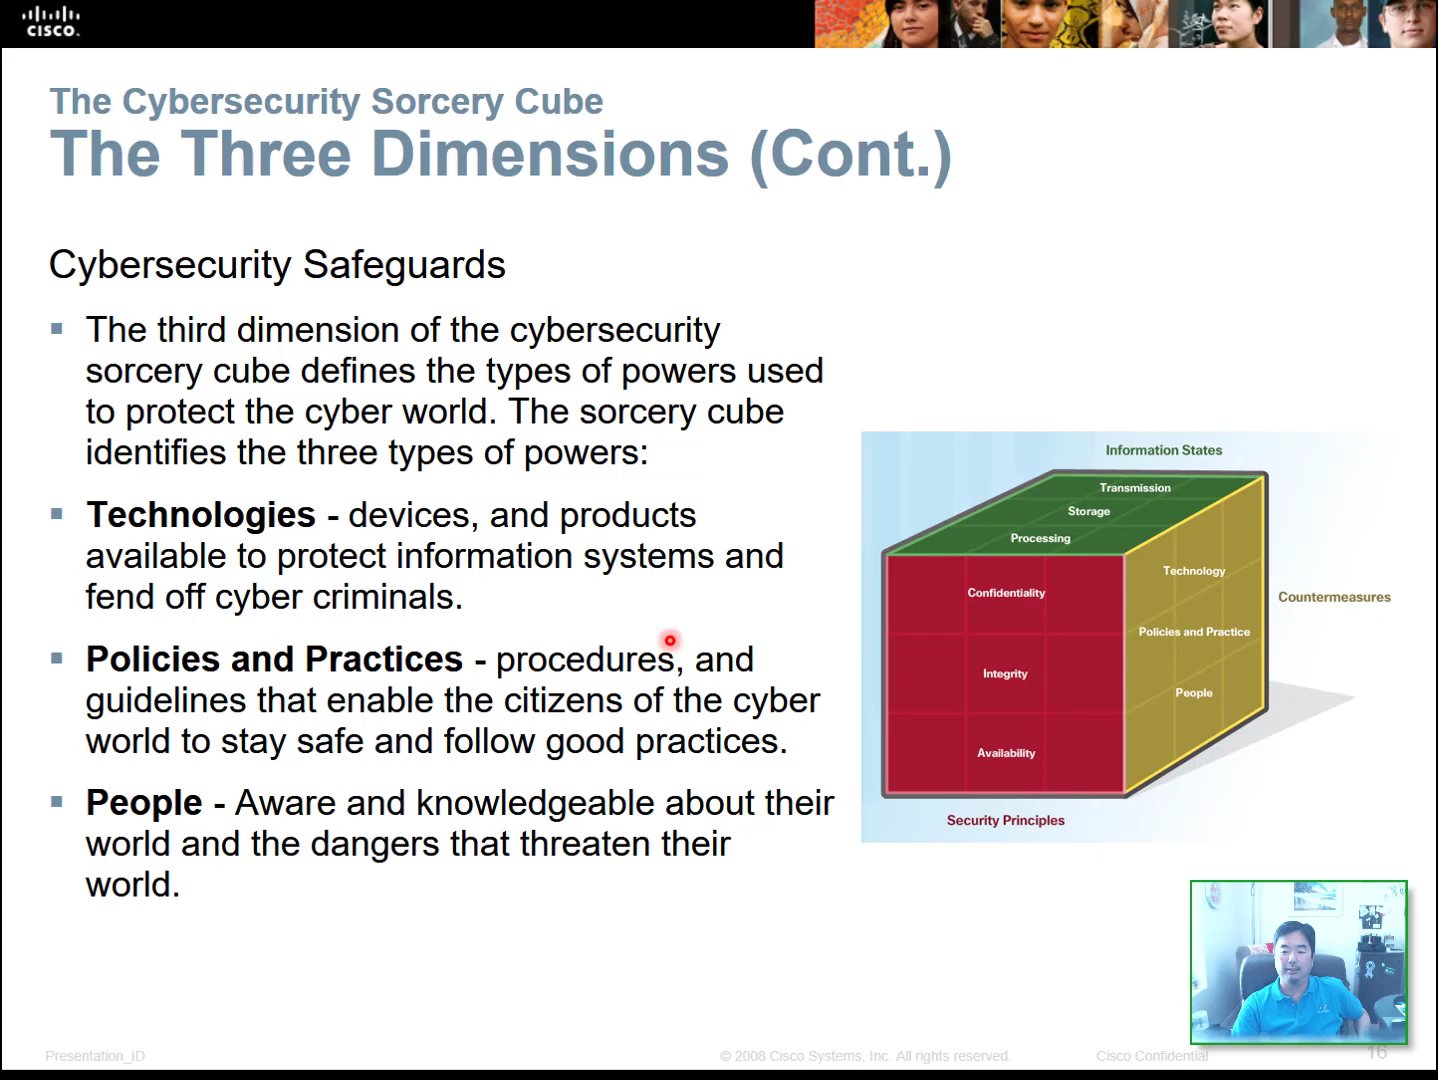 CISCO
The Cybersecurity Sorcery Cube
The Three Dimensions (Cont.)
Cybersecurity Safeguards
The third dimension of the cybersecurity
sorcery cube defines the types of powers used
to protect the cyber world. The sorcery cube
identifies the three types of powers:
Technologies - devices, and products
available to protect information systems and
fend off cyber criminals.
Policies and Practices - procedures, and
guidelines that enable the citizens of the cyber
world to stay safe and follow good practices.
People - Aware and knowledgeable about their
world and the dangers that threaten their
world.
Information States
Transmission
Storage
Processing
Confidentiality
Integrity
Availability
Technology
Policies and Practice
People
Countermeasures
Security Principles
Presentation_ID
© 2008 Cisco Systems, Inc. All rights reserved.
Cisco Confidential
16